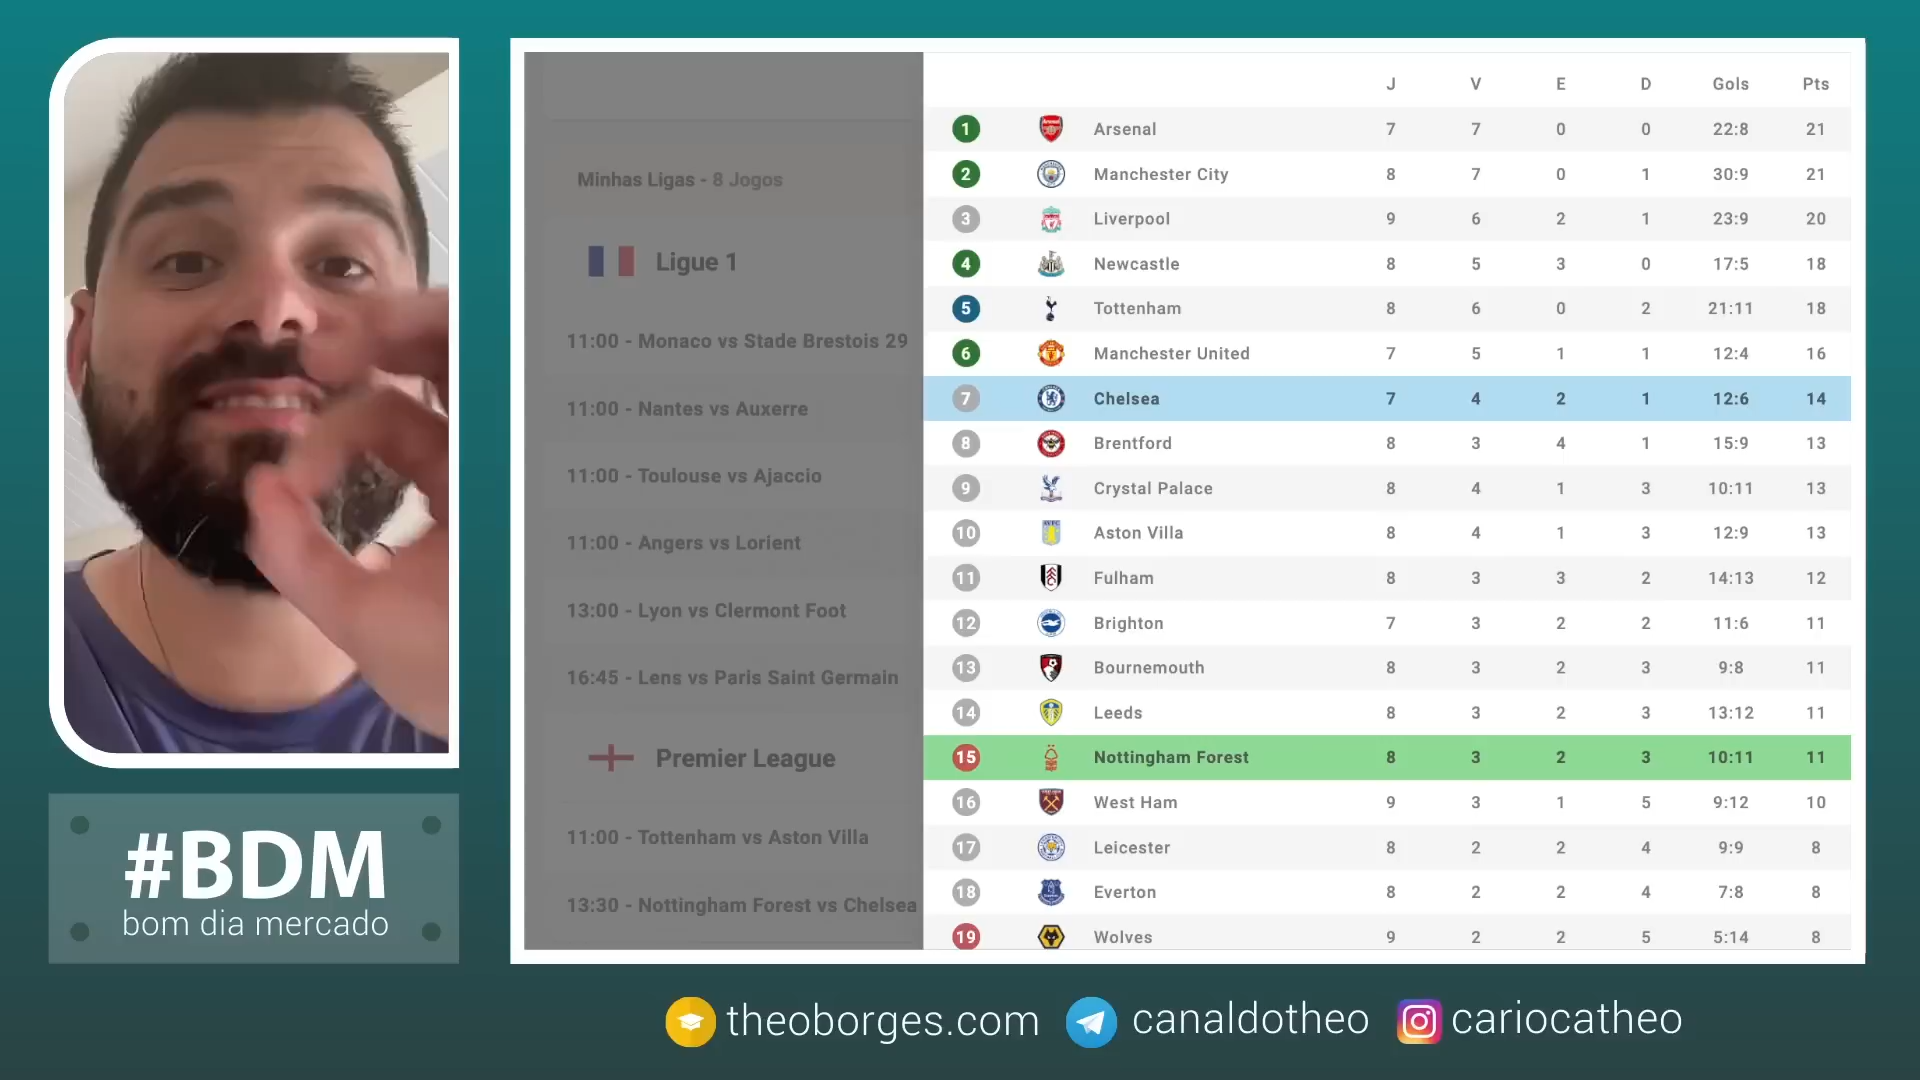 J V E D Gols Pts
1 Arsenal 7 7 0 0 22:8 21
2 Manchester City 8 7 0 1 30:9 21
3 Liverpool 9 6 2 1 23:9 20
4 Newcastle 8 5 3 0 17:5 18
5 Tottenham 8 6 0 2 21:11 18
6 Manchester United 7 5 1 1 12:4 16
7 Chelsea 7 4 2 1 12:6 14
8 Brentford 8 3 4 1 15:9 13
9 Crystal Palace 8 4 1 3 10:11 13
10 Aston Villa 8 4 1 3 12:9 13
11 Fulham 8 3 3 2 14:13 12
12 Brighton 7 3 2 2 11:6 11
13 Bournemouth 8 3 2 3 9:8 11
14 Leeds 8 3 2 3 13:12 11
15 Nottingham Forest 8 3 2 3 10:11 11
16 West Ham 9 3 1 5 9:12 10
17 Leicester 8 2 2 4 9:9 8
18 Everton 8 2 2 4 7:8 8
19 Wolves 9 2 2 5 5:14 8
Minhas Ligas - 8 Jogos
Ligue 1
11:00 - Monaco vs Stade Brestois 29
11:00 - Nantes vs Auxerre
11:00 - Toulouse vs Ajaccio
11:00 - Angers vs Lorient
13:00 - Lyon vs Clermont Foot
16:45 - Lens vs Paris Saint Germain
Premier League
11:00 - Tottenham vs Aston Villa
13:30 - Nottingham Forest vs Chelsea
#BDM
bom dia mercado
theoborges.com canaldotheo cariocatheo